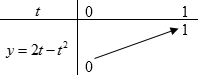 t 0 1
y = 2t – t² 1
0